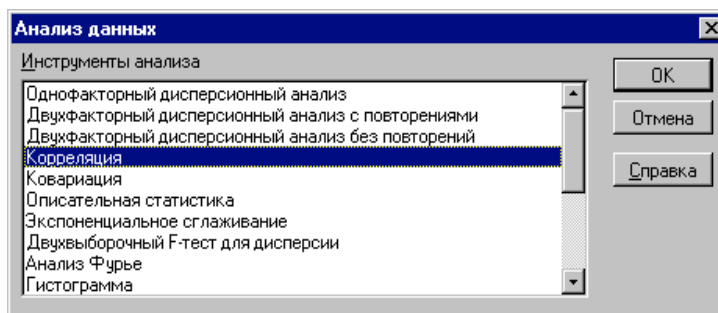 Анализ данных
Инструменты анализа
Однофакторный дисперсионный анализ
Двухфакторный дисперсионный анализ с повторениями
Двухфакторный дисперсионный анализ без повторений
Корреляция
Ковариация
Описательная статистика
Экспоненциальное сглаживание
Двухвыборочный F-тест для дисперсии
Анализ Фурье
Гистограмма
OK
Отмена
Справка